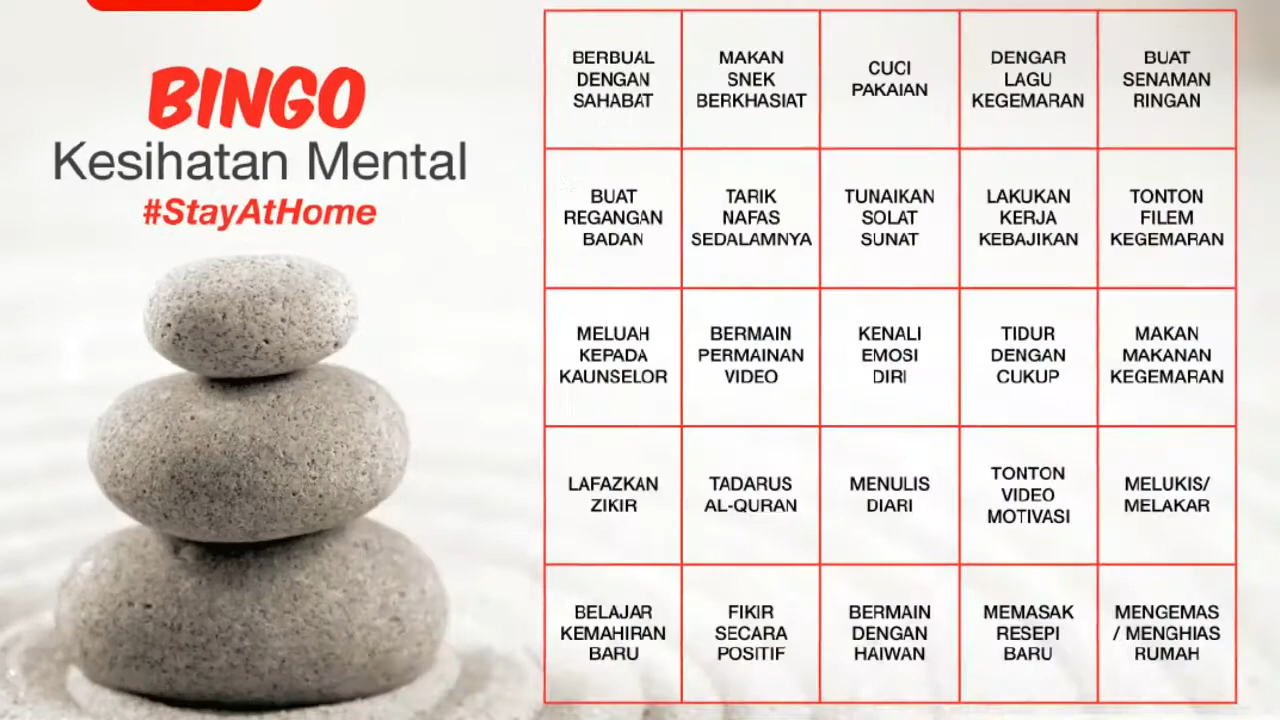 BINGO
Kesihatan Mental
#StayAtHome
BERBUAL
DENGAN
SAHABAT
MAKAN
SNEK
BERKHASIAT
CUCI
PAKAIAN
DENGAR
LAGU
KEGEMARAN
BUAT
SENAMAN
RINGAN
BUAT
REGANGAN
BADAN
TARIK
NAFAS
SEDALAMNYA
TUNAIKAN
SOLAT
SUNAT
LAKUKAN
KERJA
KEBAJIKAN
TONTON
FILEM
KEGEMARAN
MELUAH
KEPADA
KAUNSELOR
BERMAIN
PERMAINAN
VIDEO
KENALI
EMOSI
DIRI
TIDUR
DENGAN
CUKUP
MAKAN
MAKANAN
KEGEMARAN
LAFAZKAN
ZIKIR
TADARUS
AL-QURAN
MENULIS
DIARI
TONTON
VIDEO
MOTIVASI
MELUKIS/
MELAKAR
BELAJAR
KEMAHIRAN
BARU
FIKIR
SECARA
POSITIF
BERMAIN
DENGAN
HAIWAN
MEMASAK
RESEPI
BARU
MENGEMAS
/ MENGHIAS
RUMAH